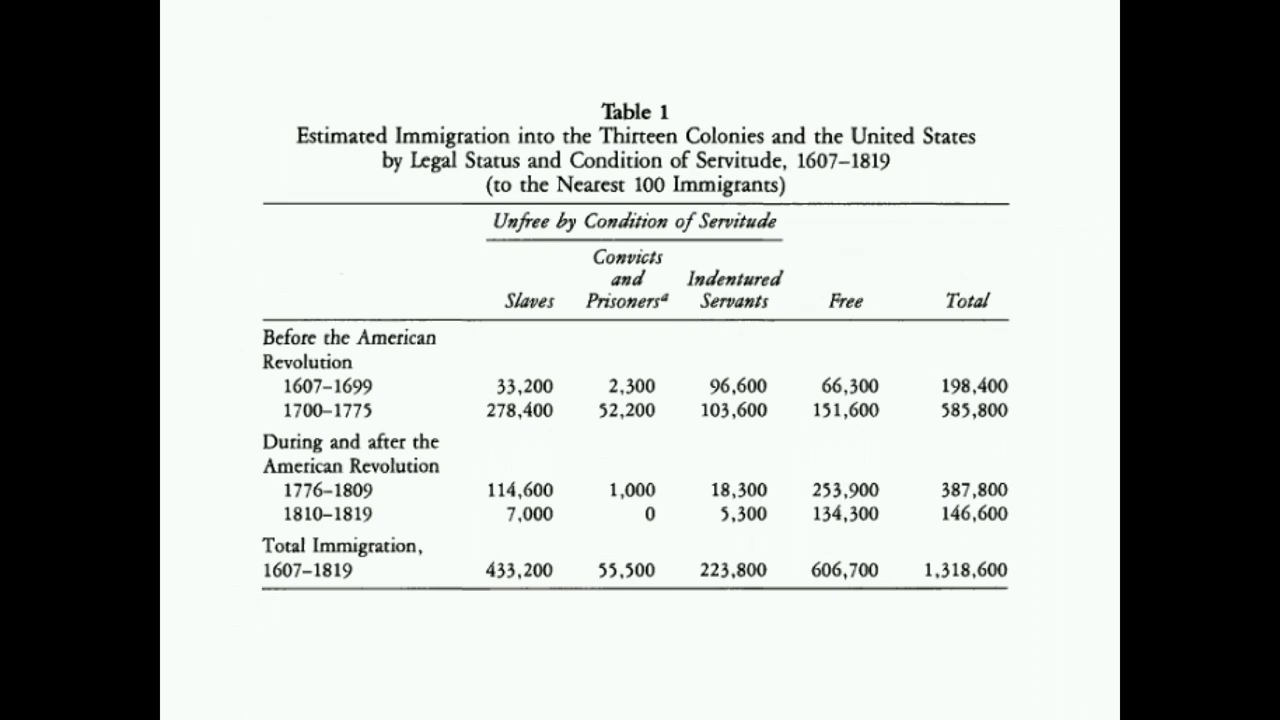 Table 1
Estimated Immigration into the Thirteen Colonies and the United States
by Legal Status and Condition of Servitude, 1607–1819
(to the Nearest 100 Immigrants)
Unfree by Condition of Servitude
Convicts
and Indentured
Slaves Prisonersᵃ Servants Free Total
Before the American
Revolution
1607–1699 33,200 2,300 96,600 66,300 198,400
1700–1775 278,400 52,200 103,600 151,600 585,800
During and after the
American Revolution
1776–1809 114,600 1,000 18,300 253,900 387,800
1810–1819 7,000 0 5,300 134,300 146,600
Total Immigration,
1607–1819 433,200 55,500 223,800 606,700 1,318,600